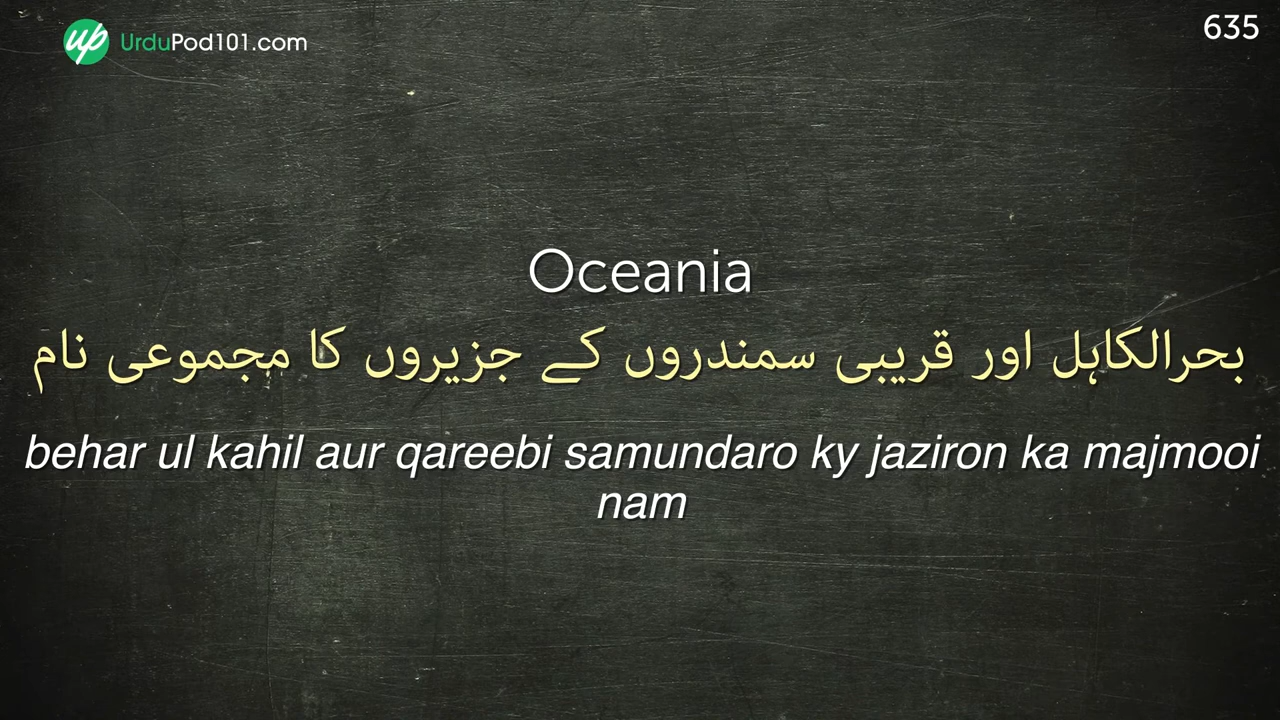 up UrduPod101.com
635
Oceania
بحرالکاہل اور قریبی سمندروں کے جزیروں کا مجموعی نام
behar ul kahil aur qareebi samundaro ky jaziron ka majmooi
nam